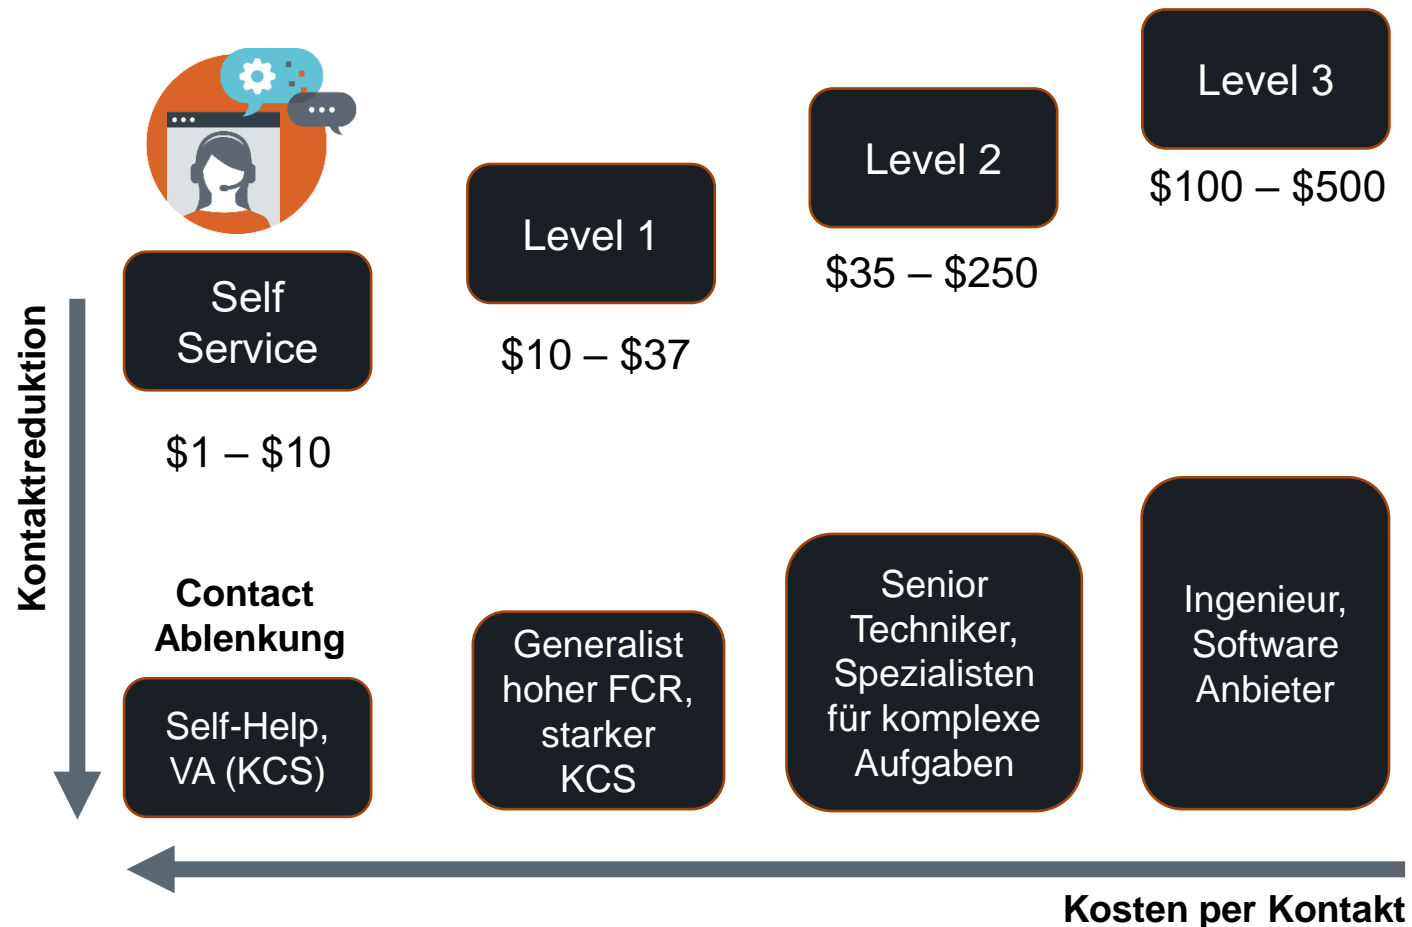 Level 3
$100 – $500
Level 2
$35 – $250
Level 1
$10 – $37
Self
Service
$1 – $10
Kontaktreduktion
Contact
Ablenkung
Self-Help,
VA (KCS)
Generalist
hoher FCR,
starker
KCS
Senior
Techniker,
Spezialisten
für komplexe
Aufgaben
Ingenieur,
Software
Anbieter
Kosten per Kontakt